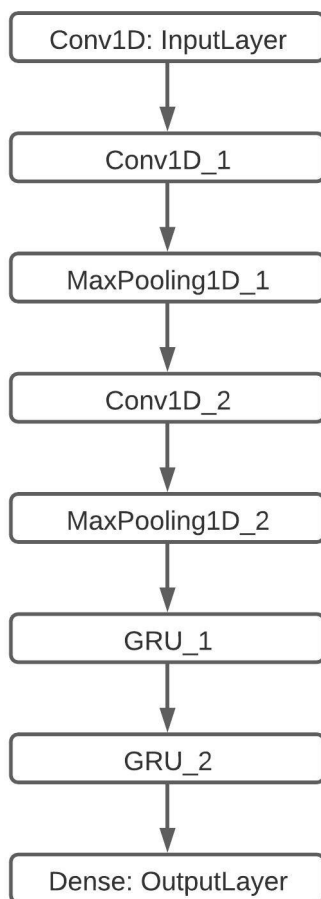 Conv1D: InputLayer
Conv1D_1
MaxPooling1D_1
Conv1D_2
MaxPooling1D_2
GRU_1
GRU_2
Dense: OutputLayer